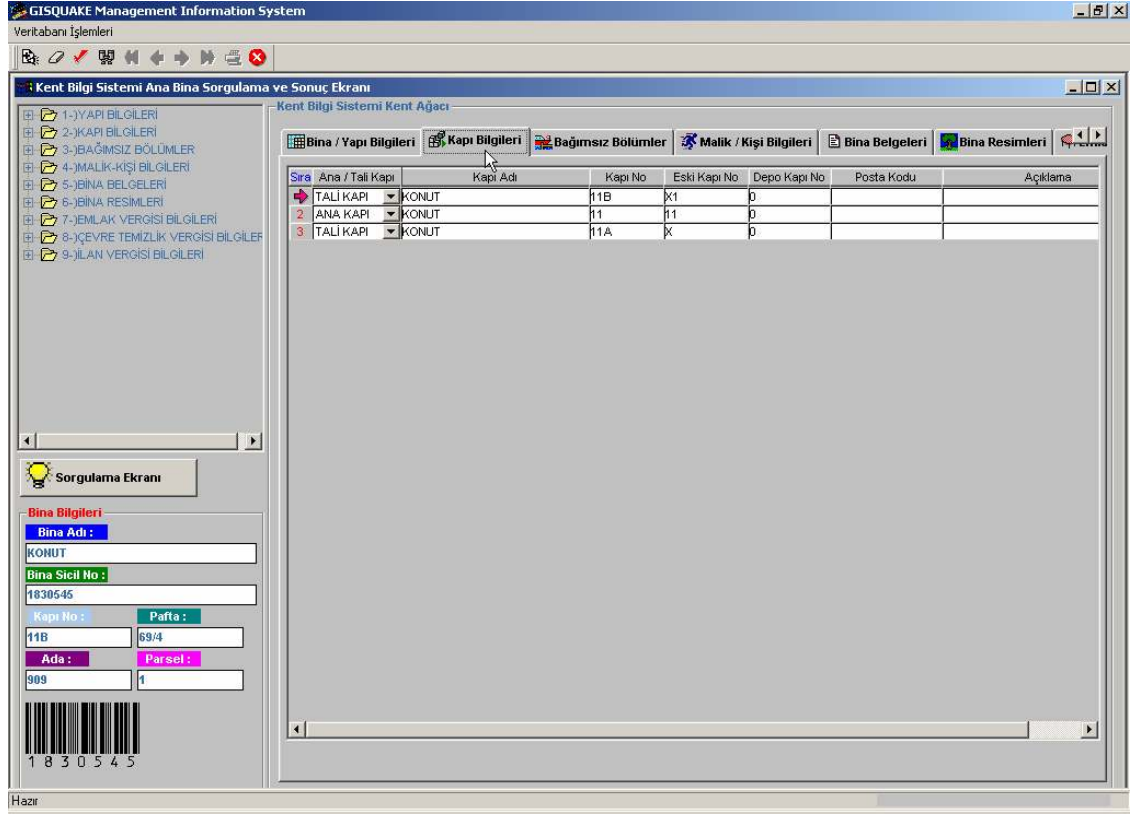 GISQUAKE Management Information System
Veritabanı İşlemleri
Kent Bilgi Sistemi Ana Bina Sorgulama ve Sonuç Ekranı
1-)YAPI BİLGİLERİ
2-)KAPI BİLGİLERİ
3-)BAĞIMSIZ BÖLÜMLER
4-)MALİK-KİŞİ BİLGİLERİ
5-)BİNA BELGELERİ
6-)BİNA RESİMLERİ
7-)EMLAK VERGİSİ BİLGİLERİ
8-)ÇEVRE TEMİZLİK VERGİSİ BİLGİLER
9-)İLAN VERGİSİ BİLGİLERİ
Kent Bilgi Sistemi Kent Ağacı
Bina / Yapı Bilgileri Kapı Bilgileri Bağımsız Bölümler Malik / Kişi Bilgileri Bina Belgeleri Bina Resimleri
Sıra Ana / Tali Kapı Kapı Adı Kapı No Eski Kapı No Depo Kapı No Posta Kodu Açıklama
TALİ KAPI KONUT 11B X1 0
2 ANA KAPI KONUT 11 11 0
3 TALİ KAPI KONUT 11A X 0
Sorgulama Ekranı
Bina Bilgileri
Bina Adı :
KONUT
Bina Sicil No :
1830545
Kapı No : Pafta :
11B 69/4
Ada : Parsel :
909 1
1830545
Hazır